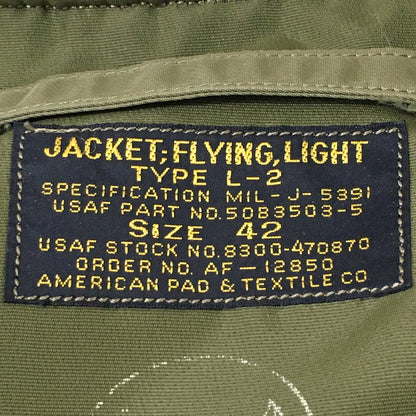 JACKET; FLYING, LIGHT
TYPE L-2
SPECIFICATION MIL-J-5391
USAF PART NO. 5083503-5
SIZE 42
USAF STOCK NO. 8300-470870
ORDER NO. AF-12850
AMERICAN PAD & TEXTILE CO